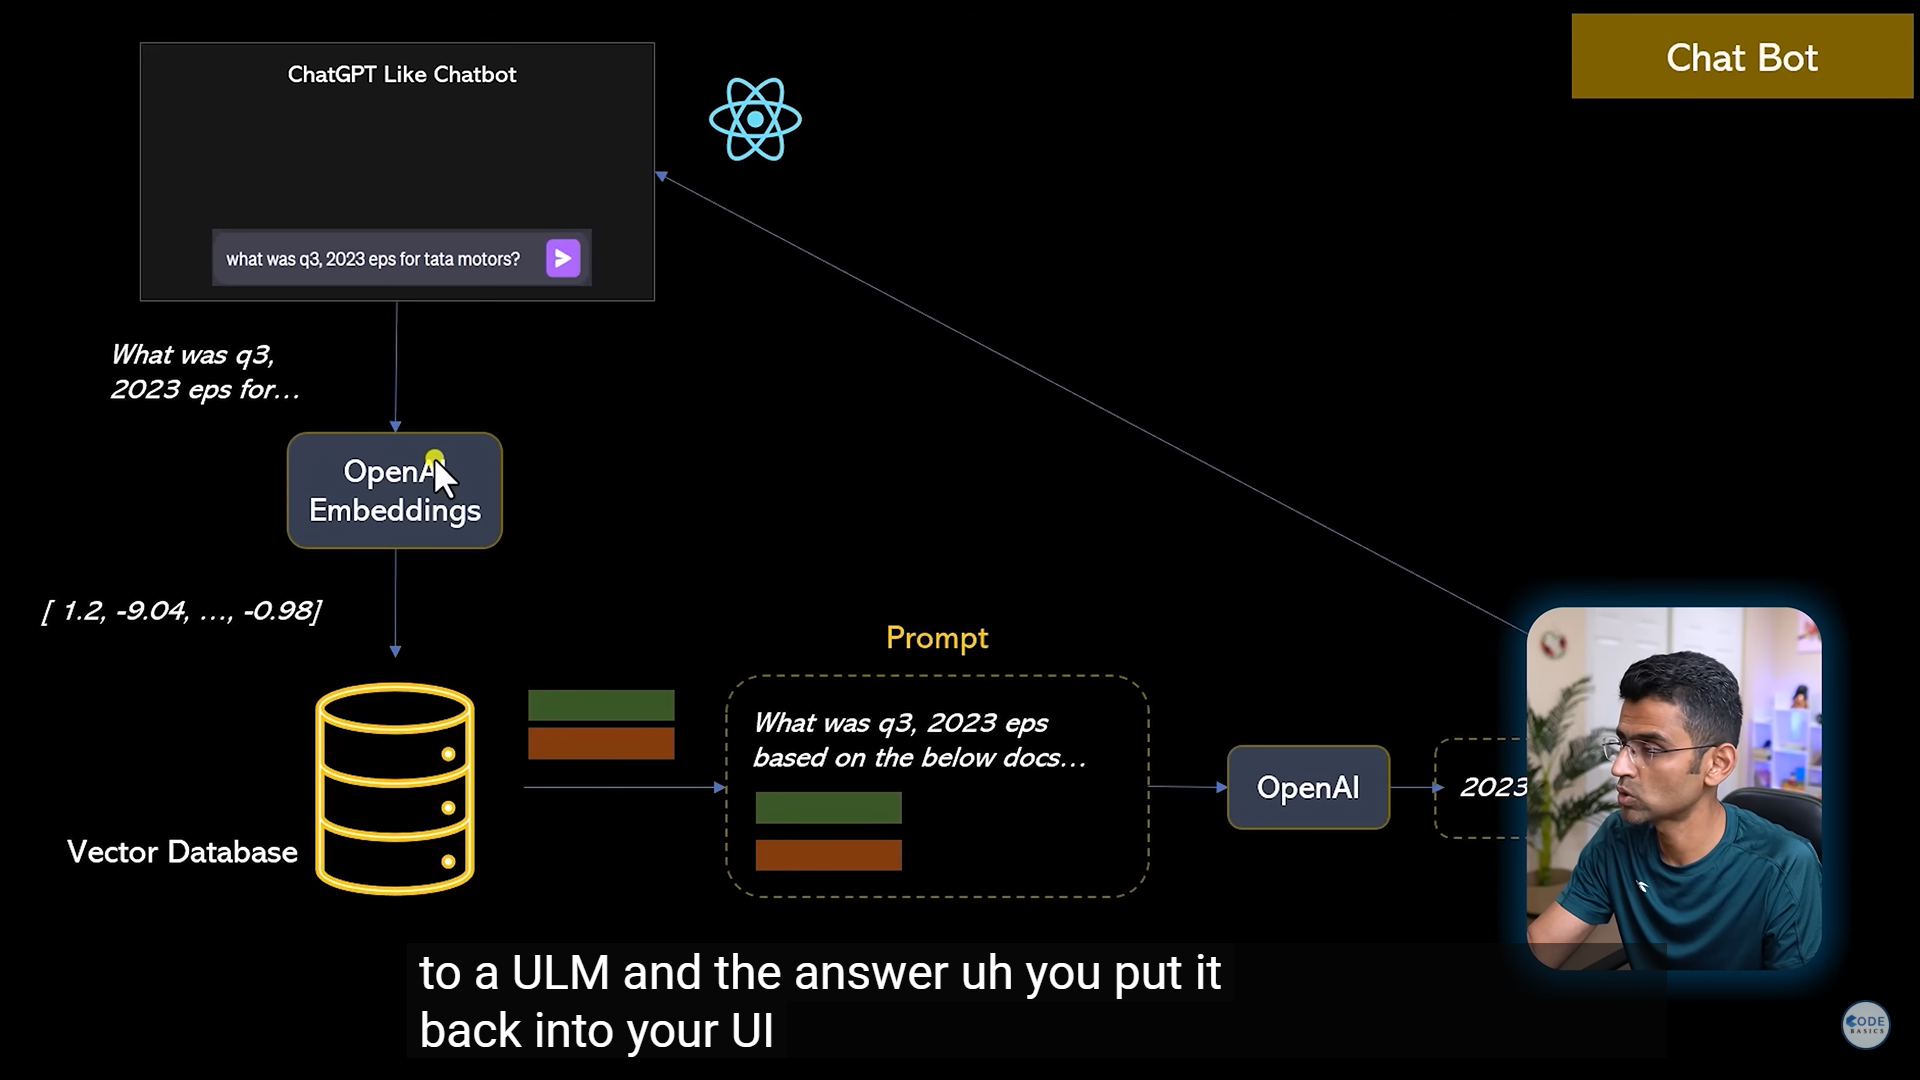 Chat Bot
ChatGPT Like Chatbot
what was q3, 2023 eps for tata motors?
What was q3,
2023 eps for...
OpenAI
Embeddings
[ 1.2, -9.04, ..., -0.98]
Prompt
What was q3, 2023 eps
based on the below docs...
OpenAI
2023
Vector Database
to a ULM and the answer uh you put it
back into your UI
CODE
BASICS